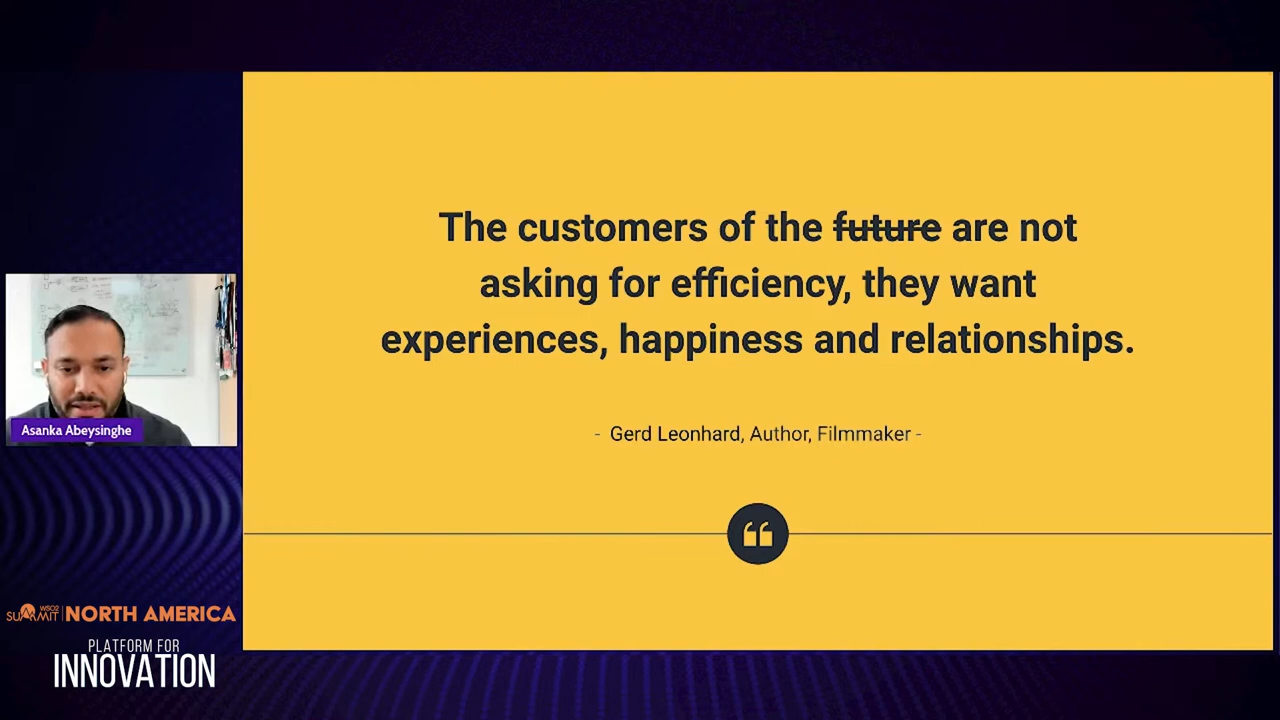 The customers of the future are not
asking for efficiency, they want
experiences, happiness and relationships.
- Gerd Leonhard, Author, Filmmaker -
Asanka Abeysinghe
WSO2
SUMMIT NORTH AMERICA
PLATFORM FOR
INNOVATION